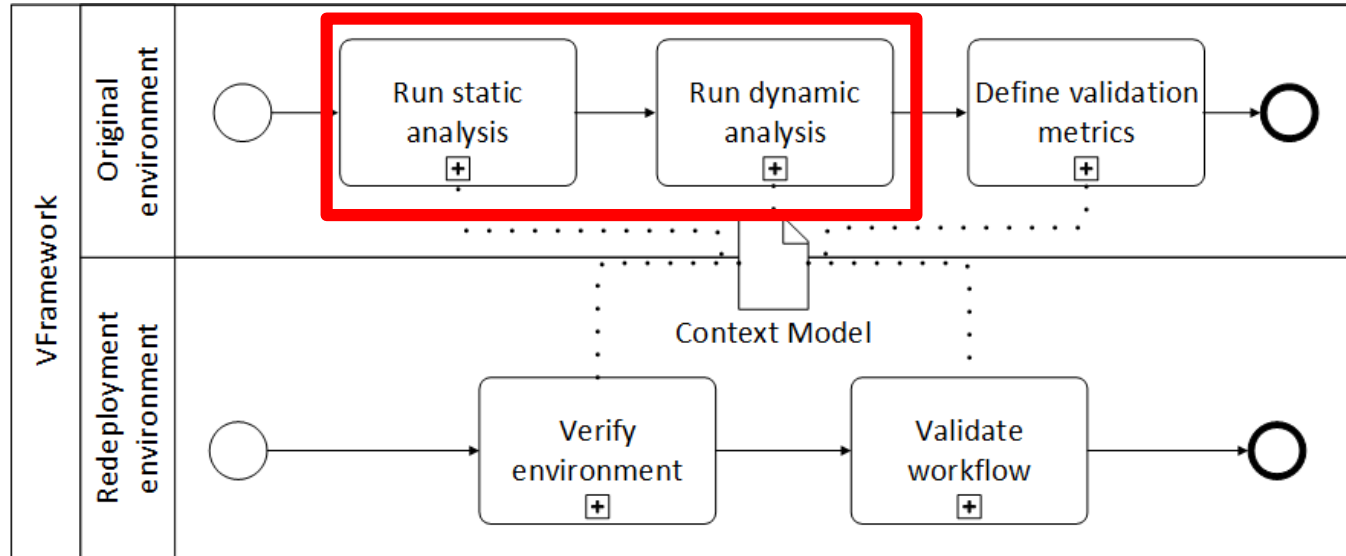 VFramework
Original
environment
Run static
analysis
Run dynamic
analysis
Define validation
metrics
Context Model
Redeployment
environment
Verify
environment
Validate
workflow